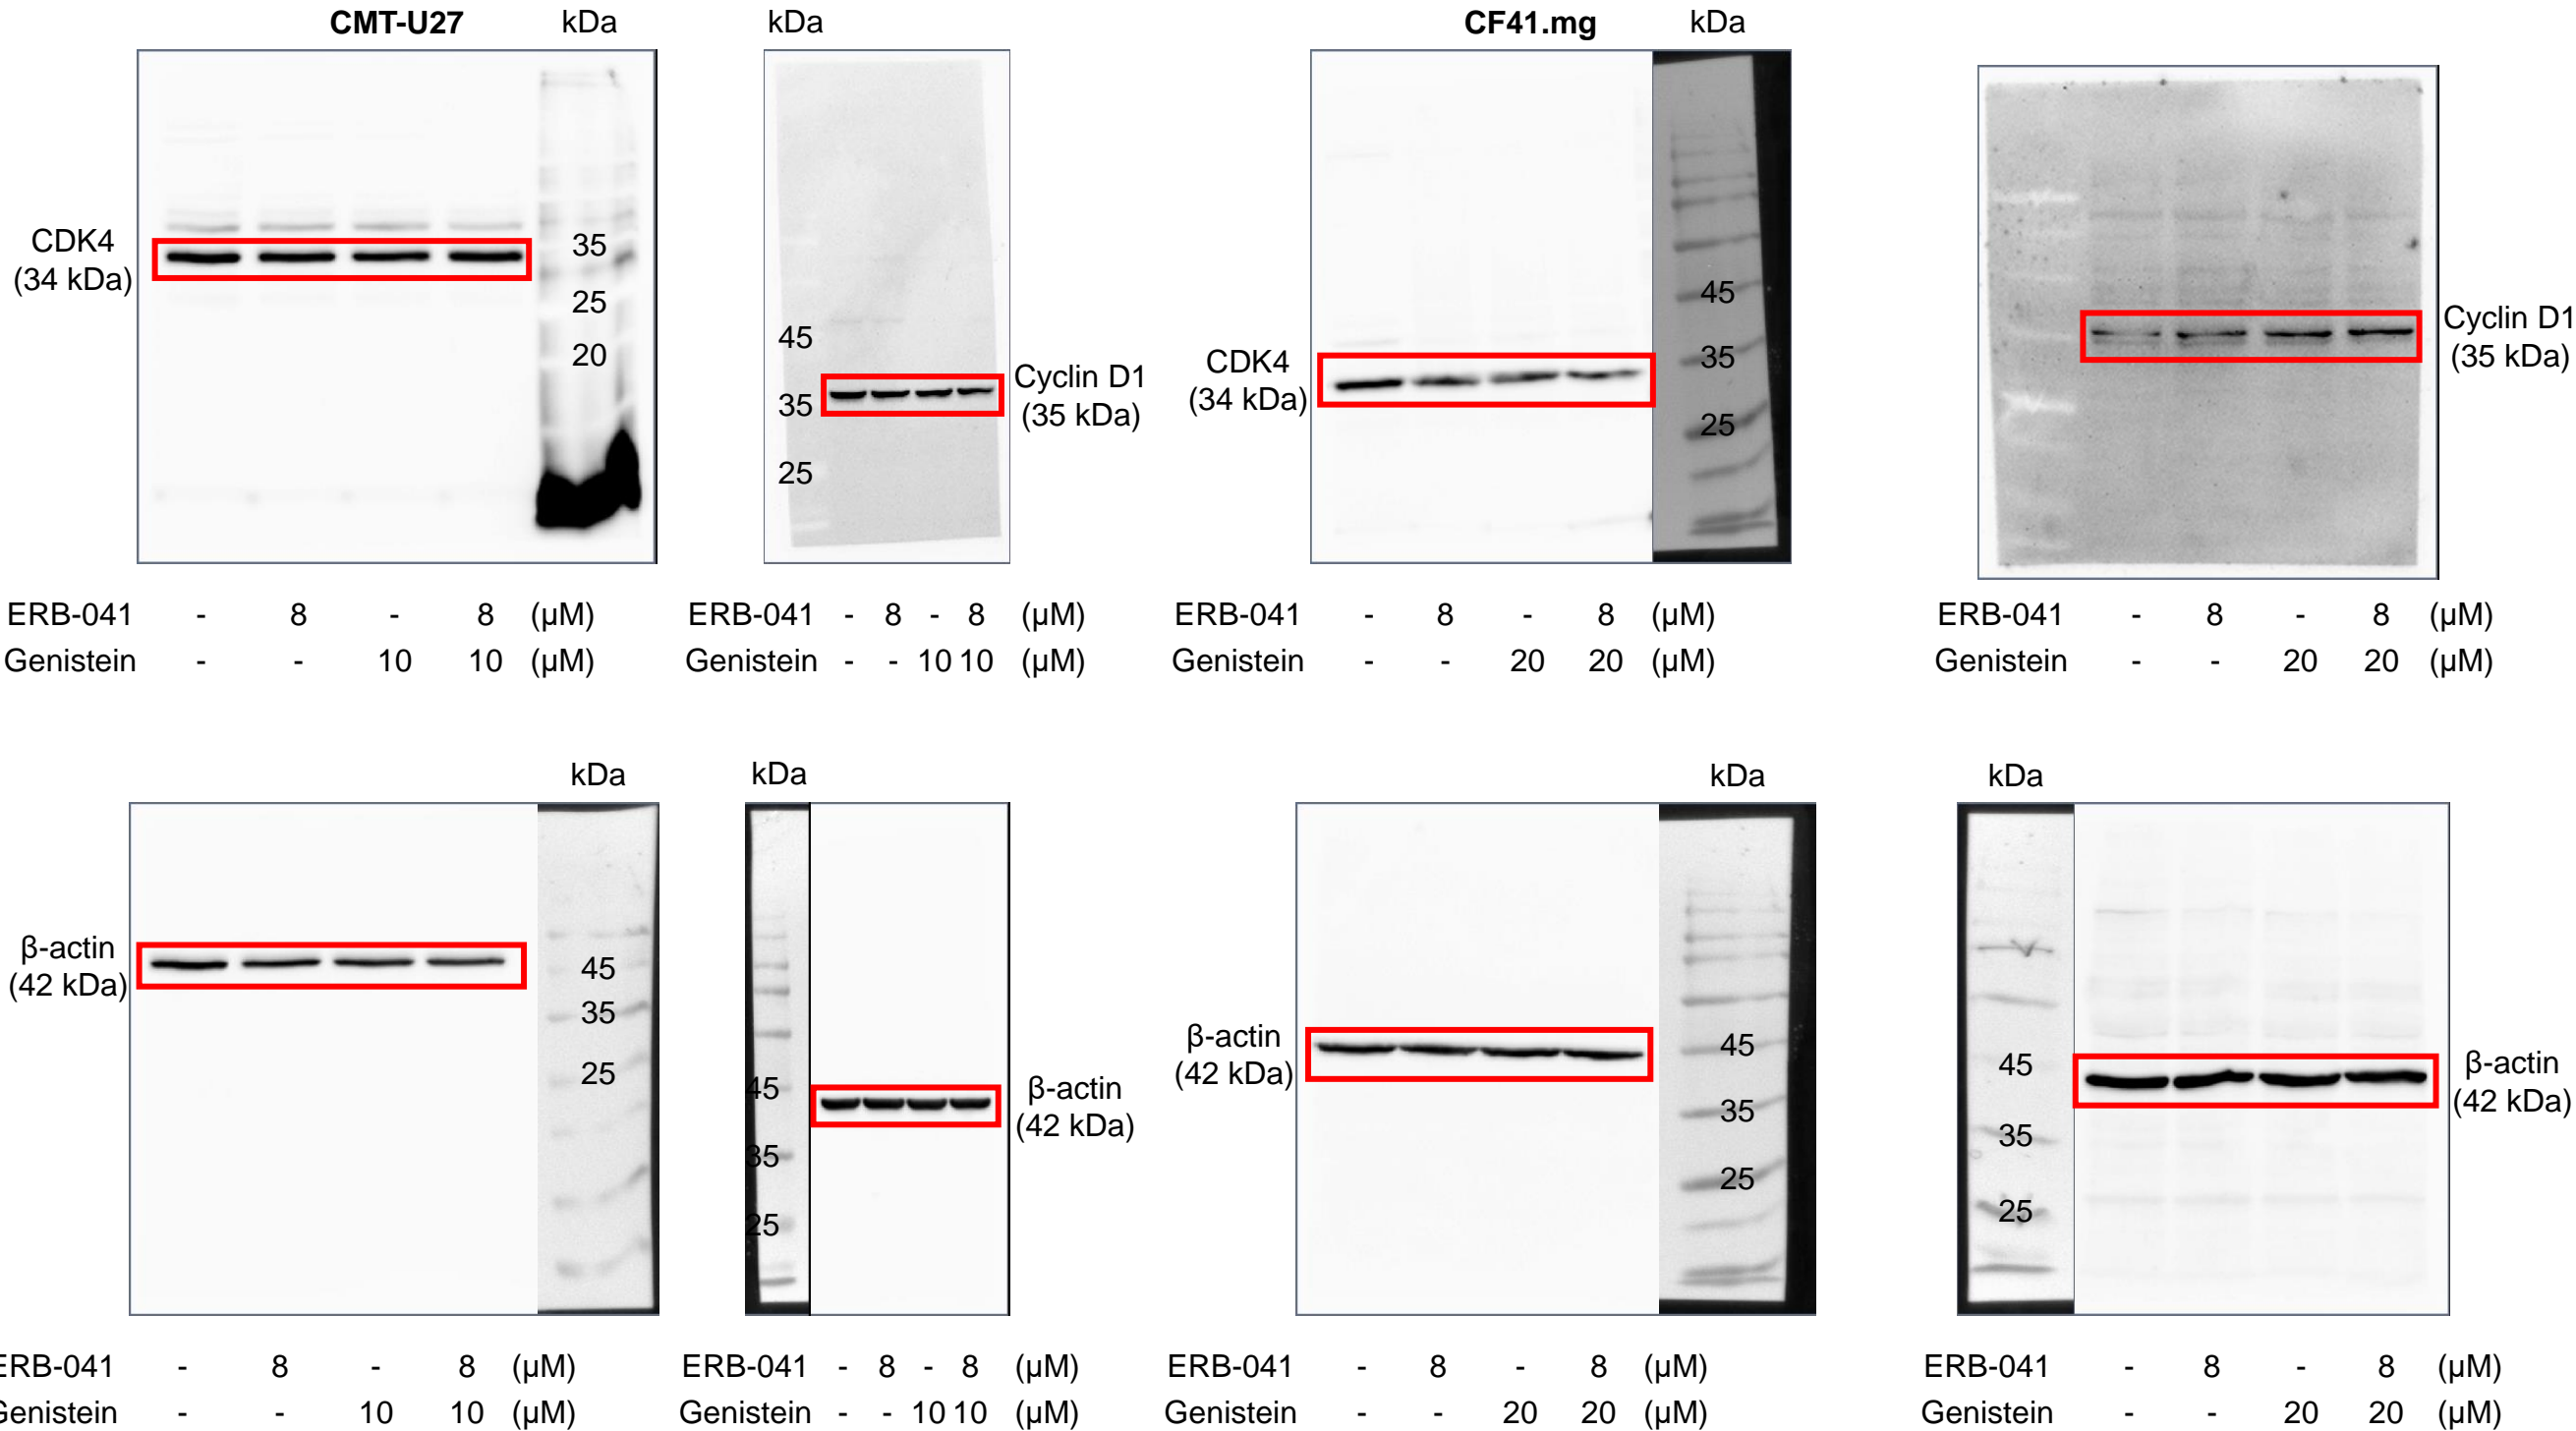 CMT-U27 kDa kDa CF41.mg kDa
CDK4
(34 kDa)
35
25
20
45
35
25
Cyclin D1
(35 kDa)
CDK4
(34 kDa)
45
35
25
Cyclin D1
(35 kDa)
ERB-041 - 8 - 8 (µM)
Genistein - - 10 10 (µM)
ERB-041 - 8 - 8 (µM)
Genistein - - 10 10 (µM)
ERB-041 - 8 - 8 (µM)
Genistein - - 20 20 (µM)
ERB-041 - 8 - 8 (µM)
Genistein - - 20 20 (µM)
kDa kDa kDa kDa
β-actin
(42 kDa)
45
35
25
45
35
25
β-actin
(42 kDa)
β-actin
(42 kDa)
45
35
25
45
35
25
β-actin
(42 kDa)
ERB-041 - 8 - 8 (µM)
Genistein - - 10 10 (µM)
ERB-041 - 8 - 8 (µM)
Genistein - - 10 10 (µM)
ERB-041 - 8 - 8 (µM)
Genistein - - 20 20 (µM)
ERB-041 - 8 - 8 (µM)
Genistein - - 20 20 (µM)